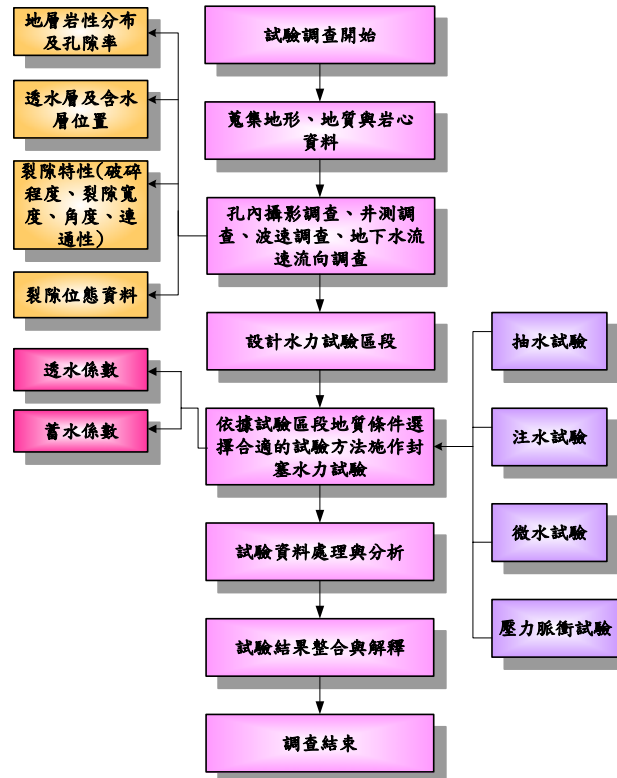 地層岩性分布
及孔隙率
透水層及含水
層位置
裂隙特性(破碎
程度、裂隙寬
度、角度、連
通性)
裂隙位態資料
透水係數
蓄水係數
試驗調查開始
蒐集地形、地質與岩心
資料
孔內攝影調查、井測調
查、波速調查、地下水流
速流向調查
設計水力試驗區段
依據試驗區段地質條件選
擇合適的試驗方法施作封
塞水力試驗
試驗資料處理與分析
試驗結果整合與解釋
調查結束
抽水試驗
注水試驗
微水試驗
壓力脈衝試驗